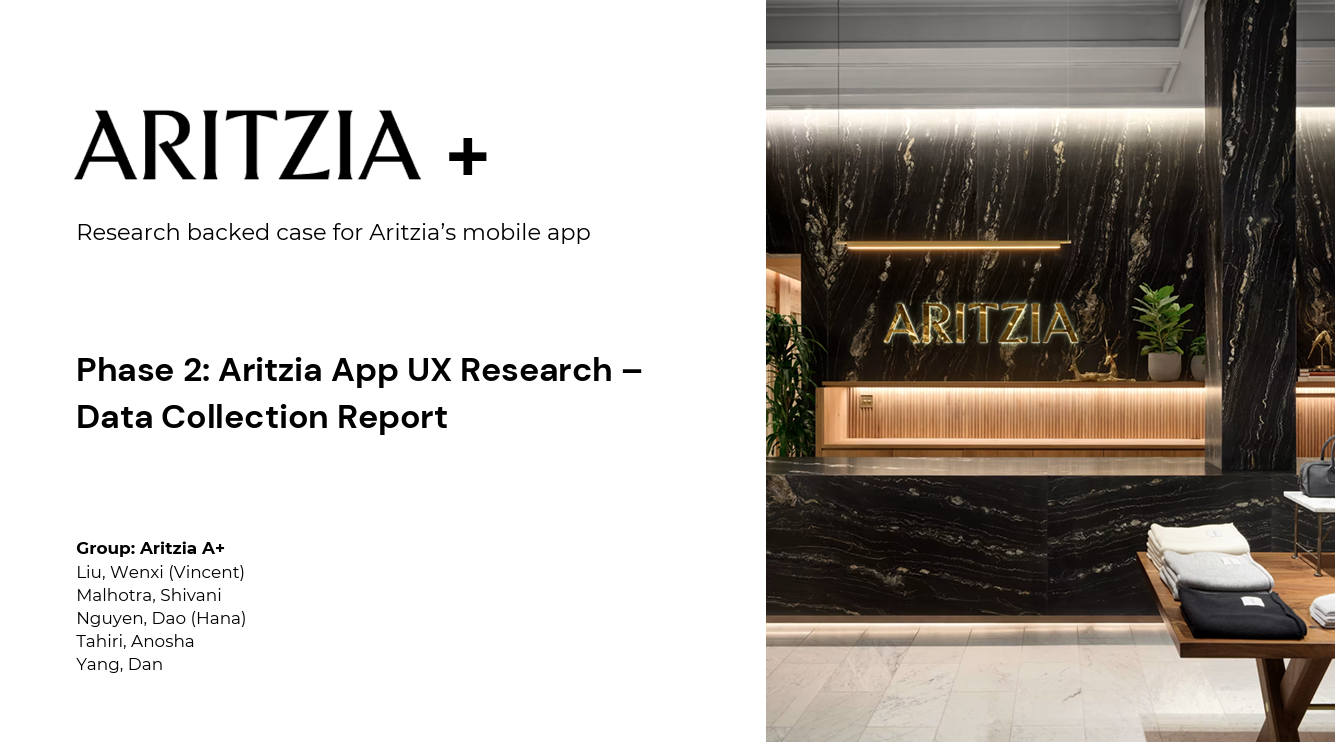 ARITZIA +
Research backed case for Aritzia’s mobile app
Phase 2: Aritzia App UX Research –
Data Collection Report
Group: Aritzia A+
Liu, Wenxi (Vincent)
Malhotra, Shivani
Nguyen, Dao (Hana)
Tahiri, Anosha
Yang, Dan
ARITZIA